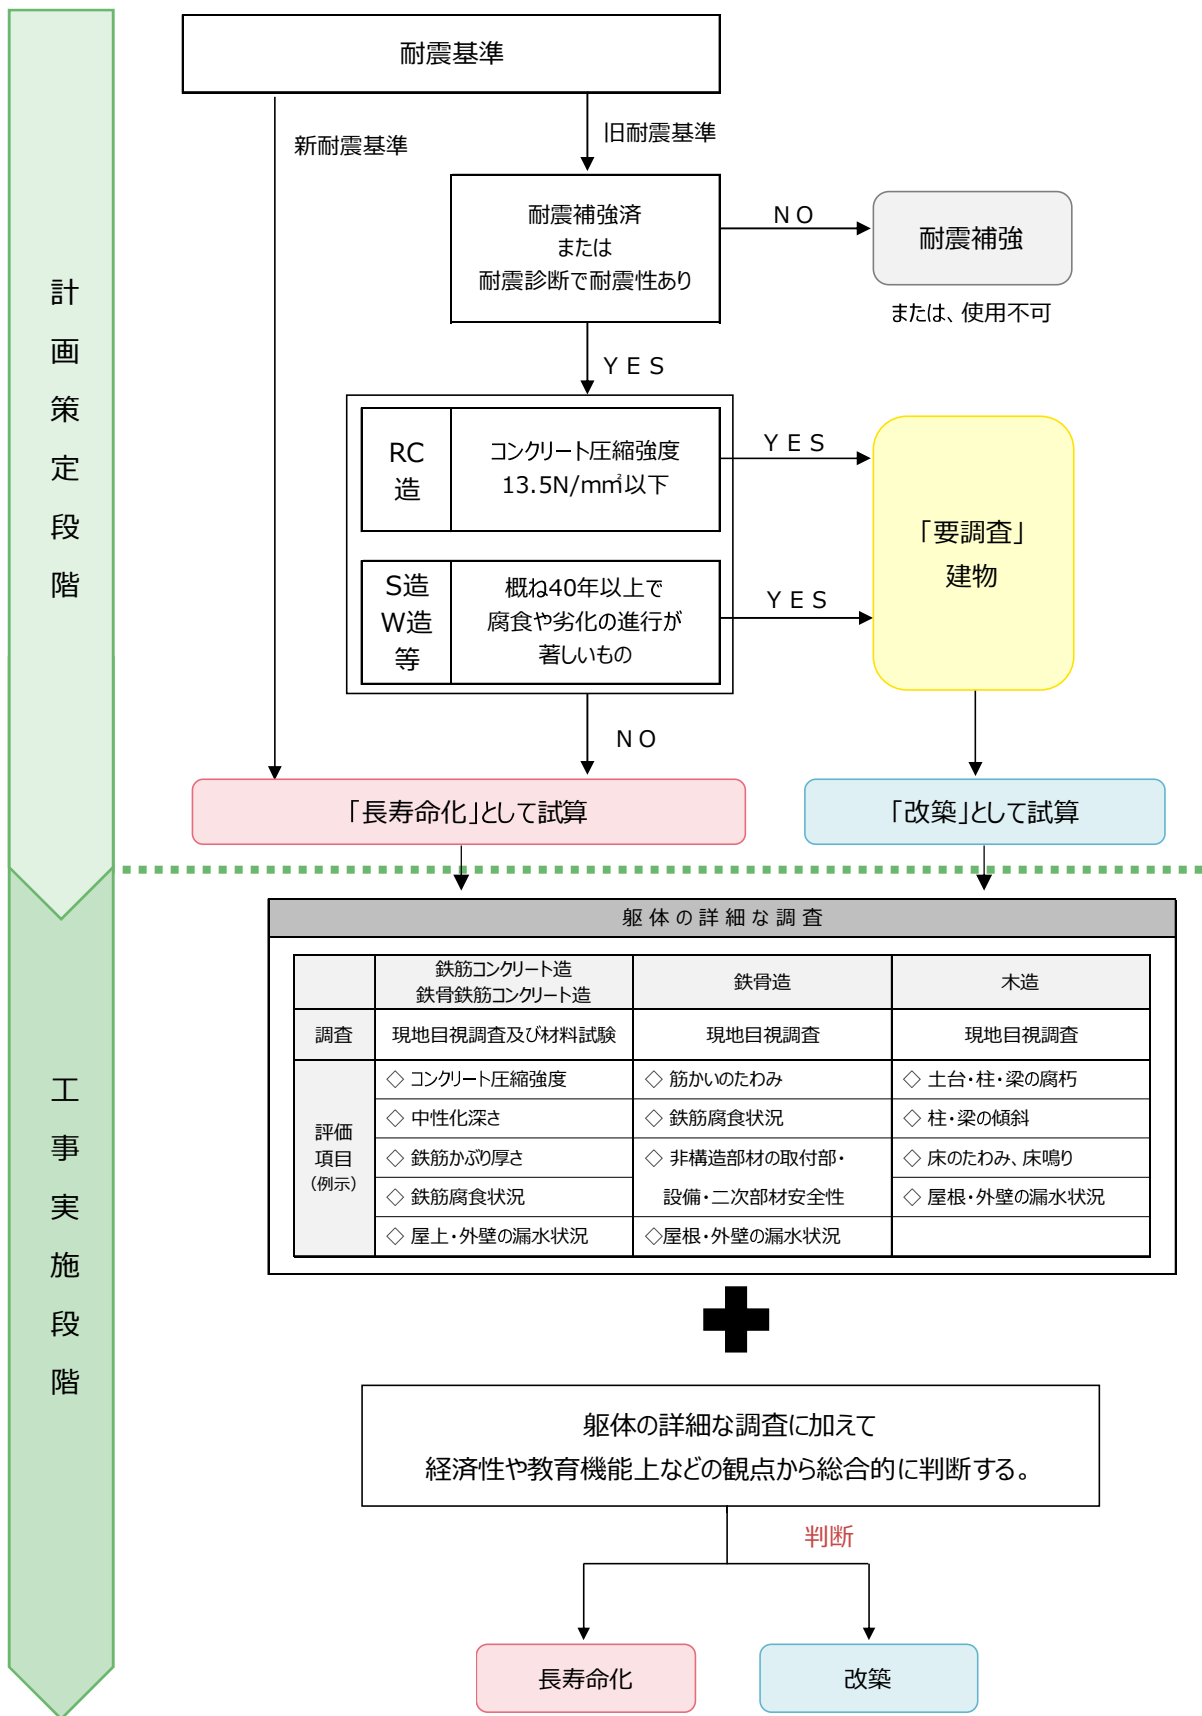 計画策定段階
耐震基準
新耐震基準
旧耐震基準
耐震補強済
または
耐震診断で耐震性あり
NO
耐震補強
または、使用不可
YES
RC
造
コンクリート圧縮強度
13.5N/mm²以下
YES
S造
W造
等
概ね40年以上で
腐食や劣化の進行が
著しいもの
YES
「要調査」
建物
NO
「長寿命化」として試算
「改築」として試算
工事実施段階
躯体の詳細な調査
鉄筋コンクリート造
鉄骨鉄筋コンクリート造
鉄骨造
木造
調査
現地目視調査及び材料試験
現地目視調査
現地目視調査
評価
項目
（例示）
◇ コンクリート圧縮強度
◇ 筋かいのたわみ
◇ 土台・柱・梁の腐朽
◇ 中性化深さ
◇ 鉄筋腐食状況
◇ 柱・梁の傾斜
◇ 鉄筋かぶり厚さ
◇ 非構造部材の取付部・
◇ 床のたわみ、床鳴り
◇ 鉄筋腐食状況
設備・二次部材安全性
◇ 屋根・外壁の漏水状況
◇ 屋上・外壁の漏水状況
◇屋根・外壁の漏水状況
躯体の詳細な調査に加えて
経済性や教育機能上などの観点から総合的に判断する。
判断
長寿命化
改築